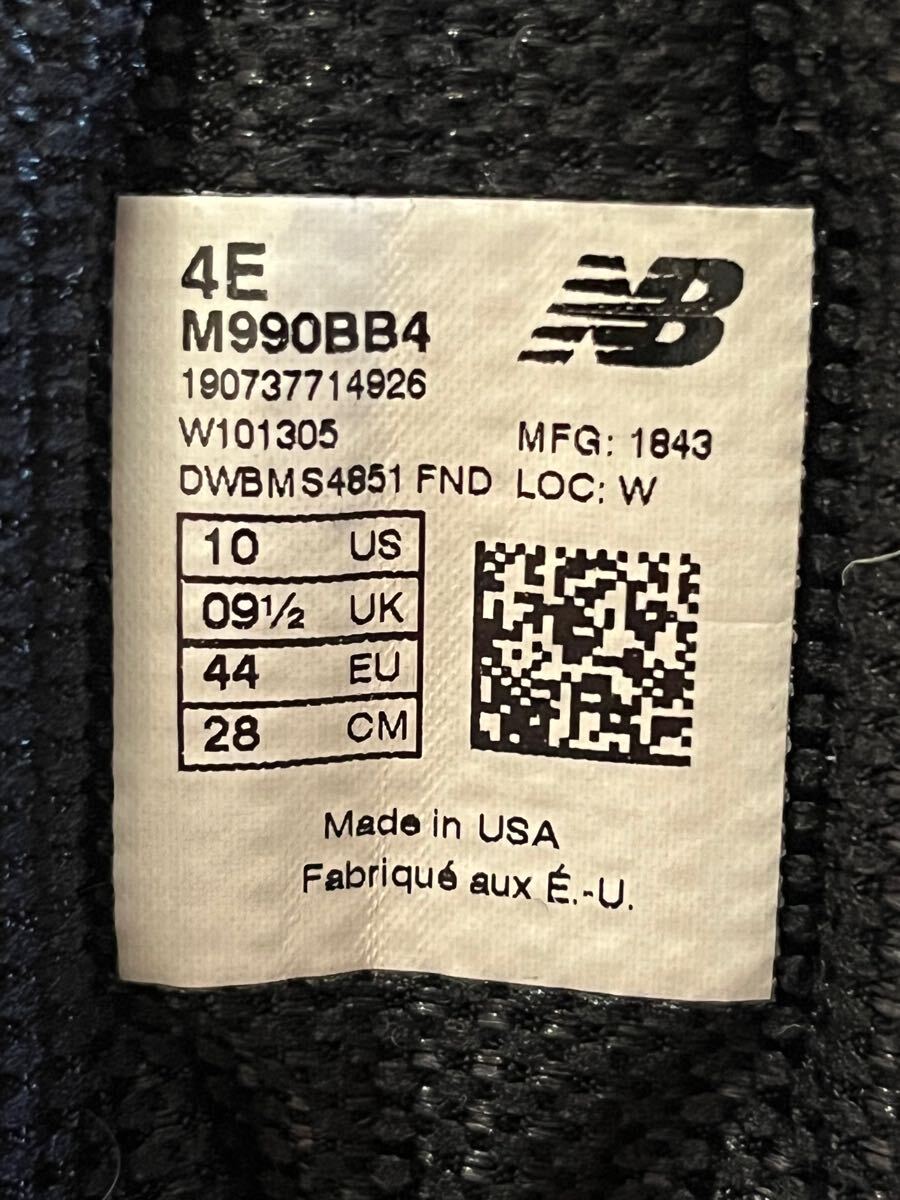 4E
NB
M990BB4
190737714926
W101305 MFG: 1843
DWBMS4851 FND LOC: W
10 US
09½ UK
44 EU
28 CM
Made in USA
Fabriqué aux É.-U.